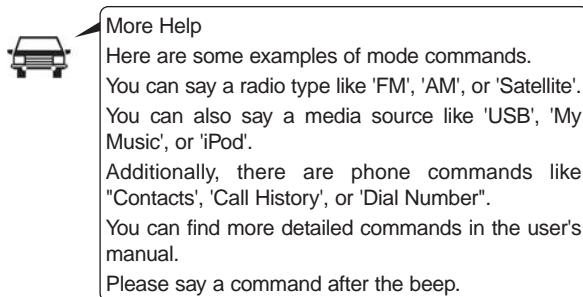 More Help
Here are some examples of mode commands.
You can say a radio type like 'FM', 'AM', or 'Satellite'.
You can also say a media source like 'USB', 'My
Music', or 'iPod'.
Additionally, there are phone commands like
"Contacts', 'Call History', or 'Dial Number".
You can find more detailed commands in the user's
manual.
Please say a command after the beep.